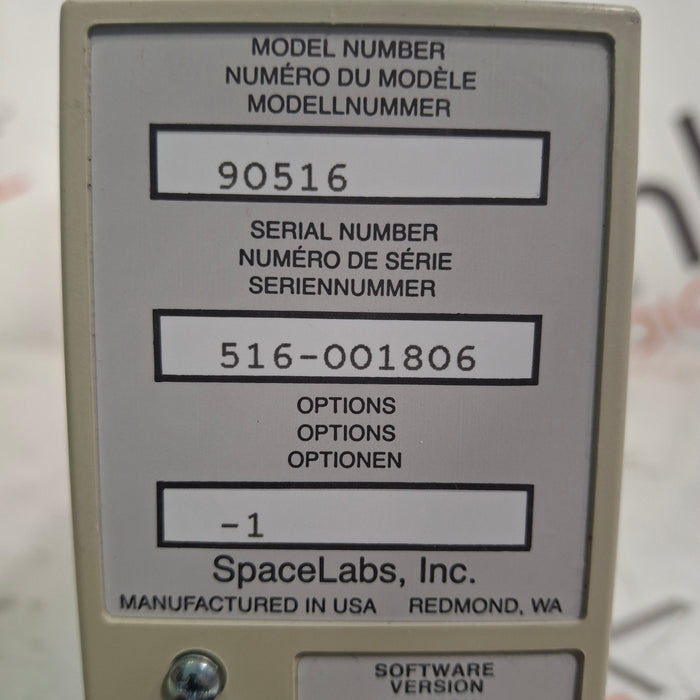 MODEL NUMBER
NUMÉRO DU MODÈLE
MODELLNUMMER
90516
SERIAL NUMBER
NUMÉRO DE SÉRIE
SERIENNUMMER
516-001806
OPTIONS
OPTIONS
OPTIONEN
-1
SpaceLabs, Inc.
MANUFACTURED IN USA REDMOND, WA
SOFTWARE
VERSION